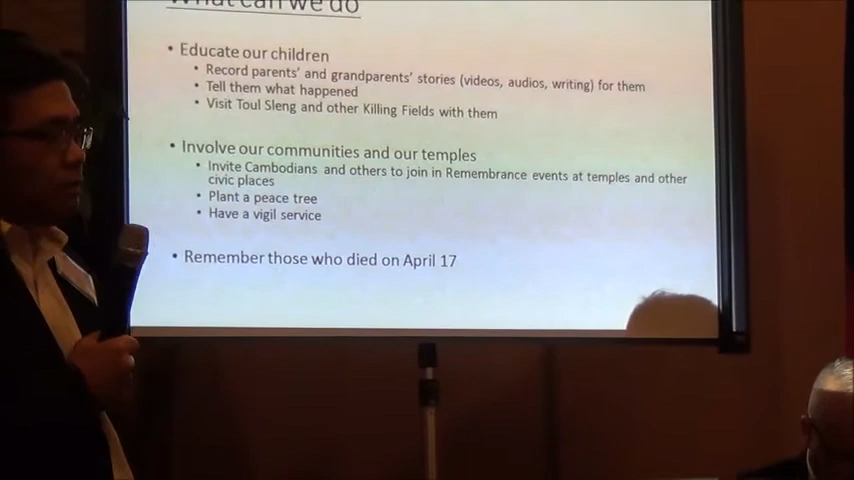 What can we do
• Educate our children
• Record parents' and grandparents' stories (videos, audios, writing) for them
• Tell them what happened
• Visit Toul Sleng and other Killing Fields with them
• Involve our communities and our temples
• Invite Cambodians and others to join in Remembrance events at temples and other
civic places
• Plant a peace tree
• Have a vigil service
• Remember those who died on April 17